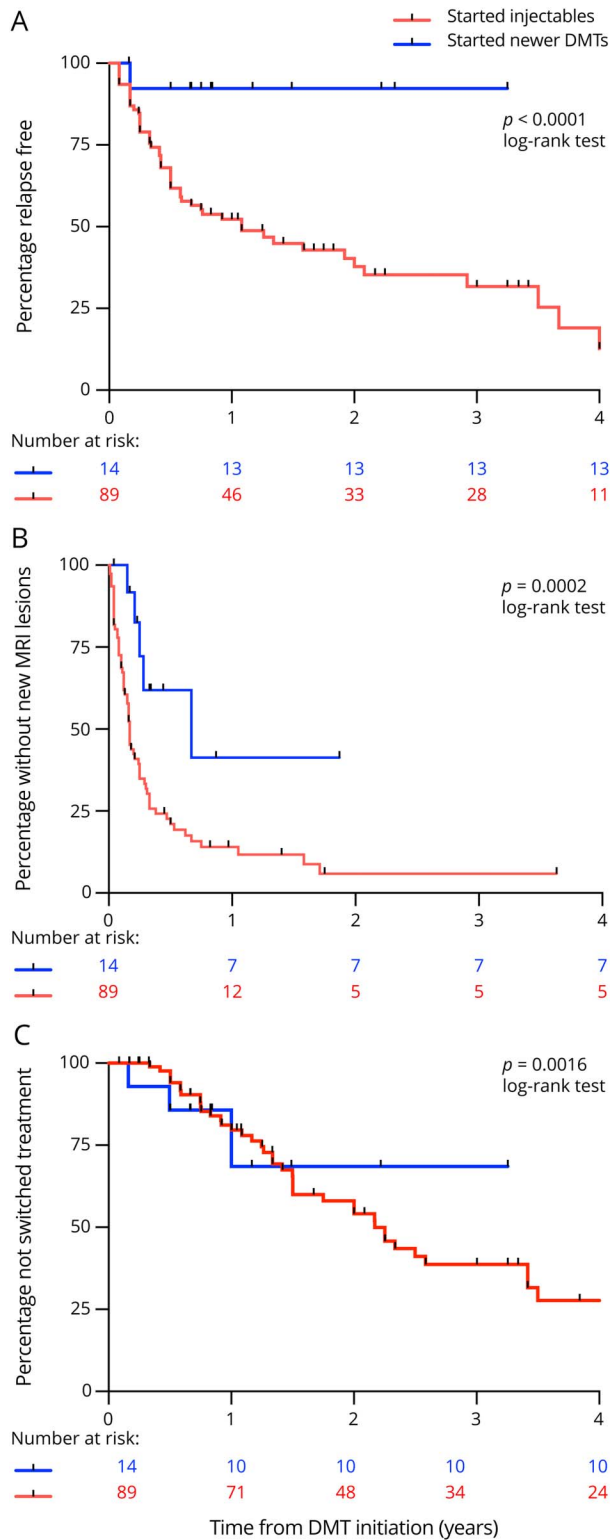 A
Started injectables
Started newer DMTs
100
75
50
25
0
Percentage relapse free
p < 0.0001
log-rank test
0 1 2 3 4
Number at risk:
14 13 13 13 13
89 46 33 28 11
B
100
75
50
25
0
Percentage without new MRI lesions
p = 0.0002
log-rank test
0 1 2 3 4
Number at risk:
14 7 7 7 7
89 12 5 5 5
C
100
75
50
25
0
Percentage not switched treatment
p = 0.0016
log-rank test
0 1 2 3 4
Number at risk:
14 10 10 10 10
89 71 48 34 24
Time from DMT initiation (years)